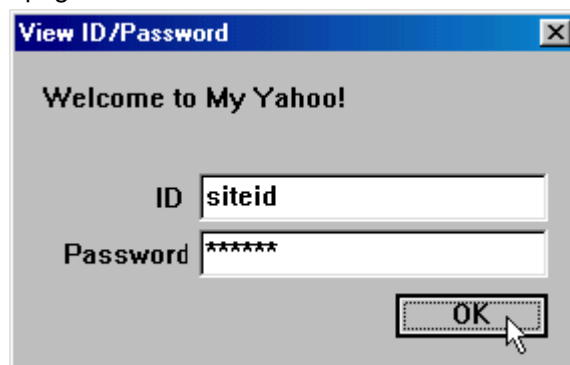 View ID/Password
Welcome to My Yahoo!
ID siteid
Password ******
OK